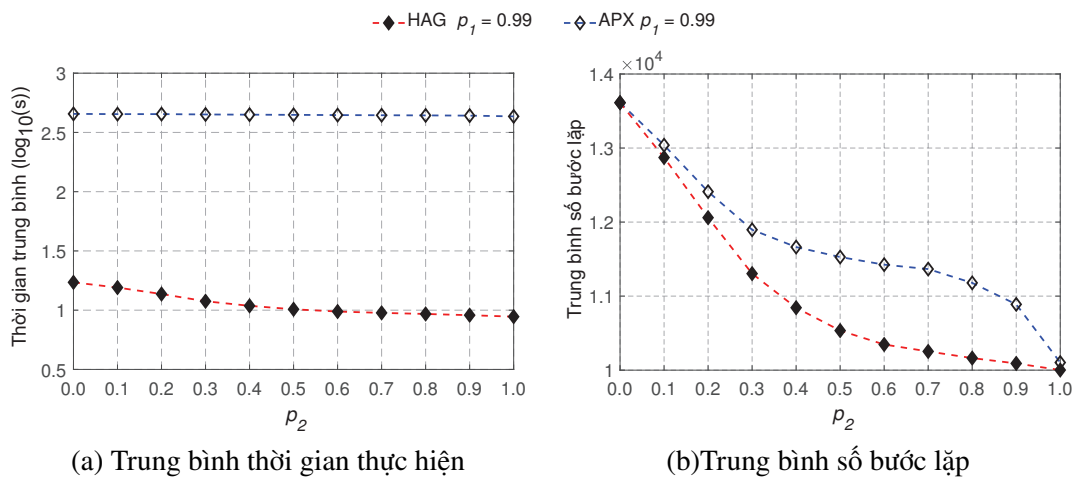 HAG p1 = 0.99 APX p1 = 0.99
Thời gian trung bình (log10(s))
3
2.5
2
1.5
1
0.5
0.0 0.1 0.2 0.3 0.4 0.5 0.6 0.7 0.8 0.9 1.0
p2
(a) Trung bình thời gian thực hiện
×10^4
Trung bình số bước lặp
1.4
1.3
1.2
1.1
1
0.0 0.1 0.2 0.3 0.4 0.5 0.6 0.7 0.8 0.9 1.0
p2
(b)Trung bình số bước lặp